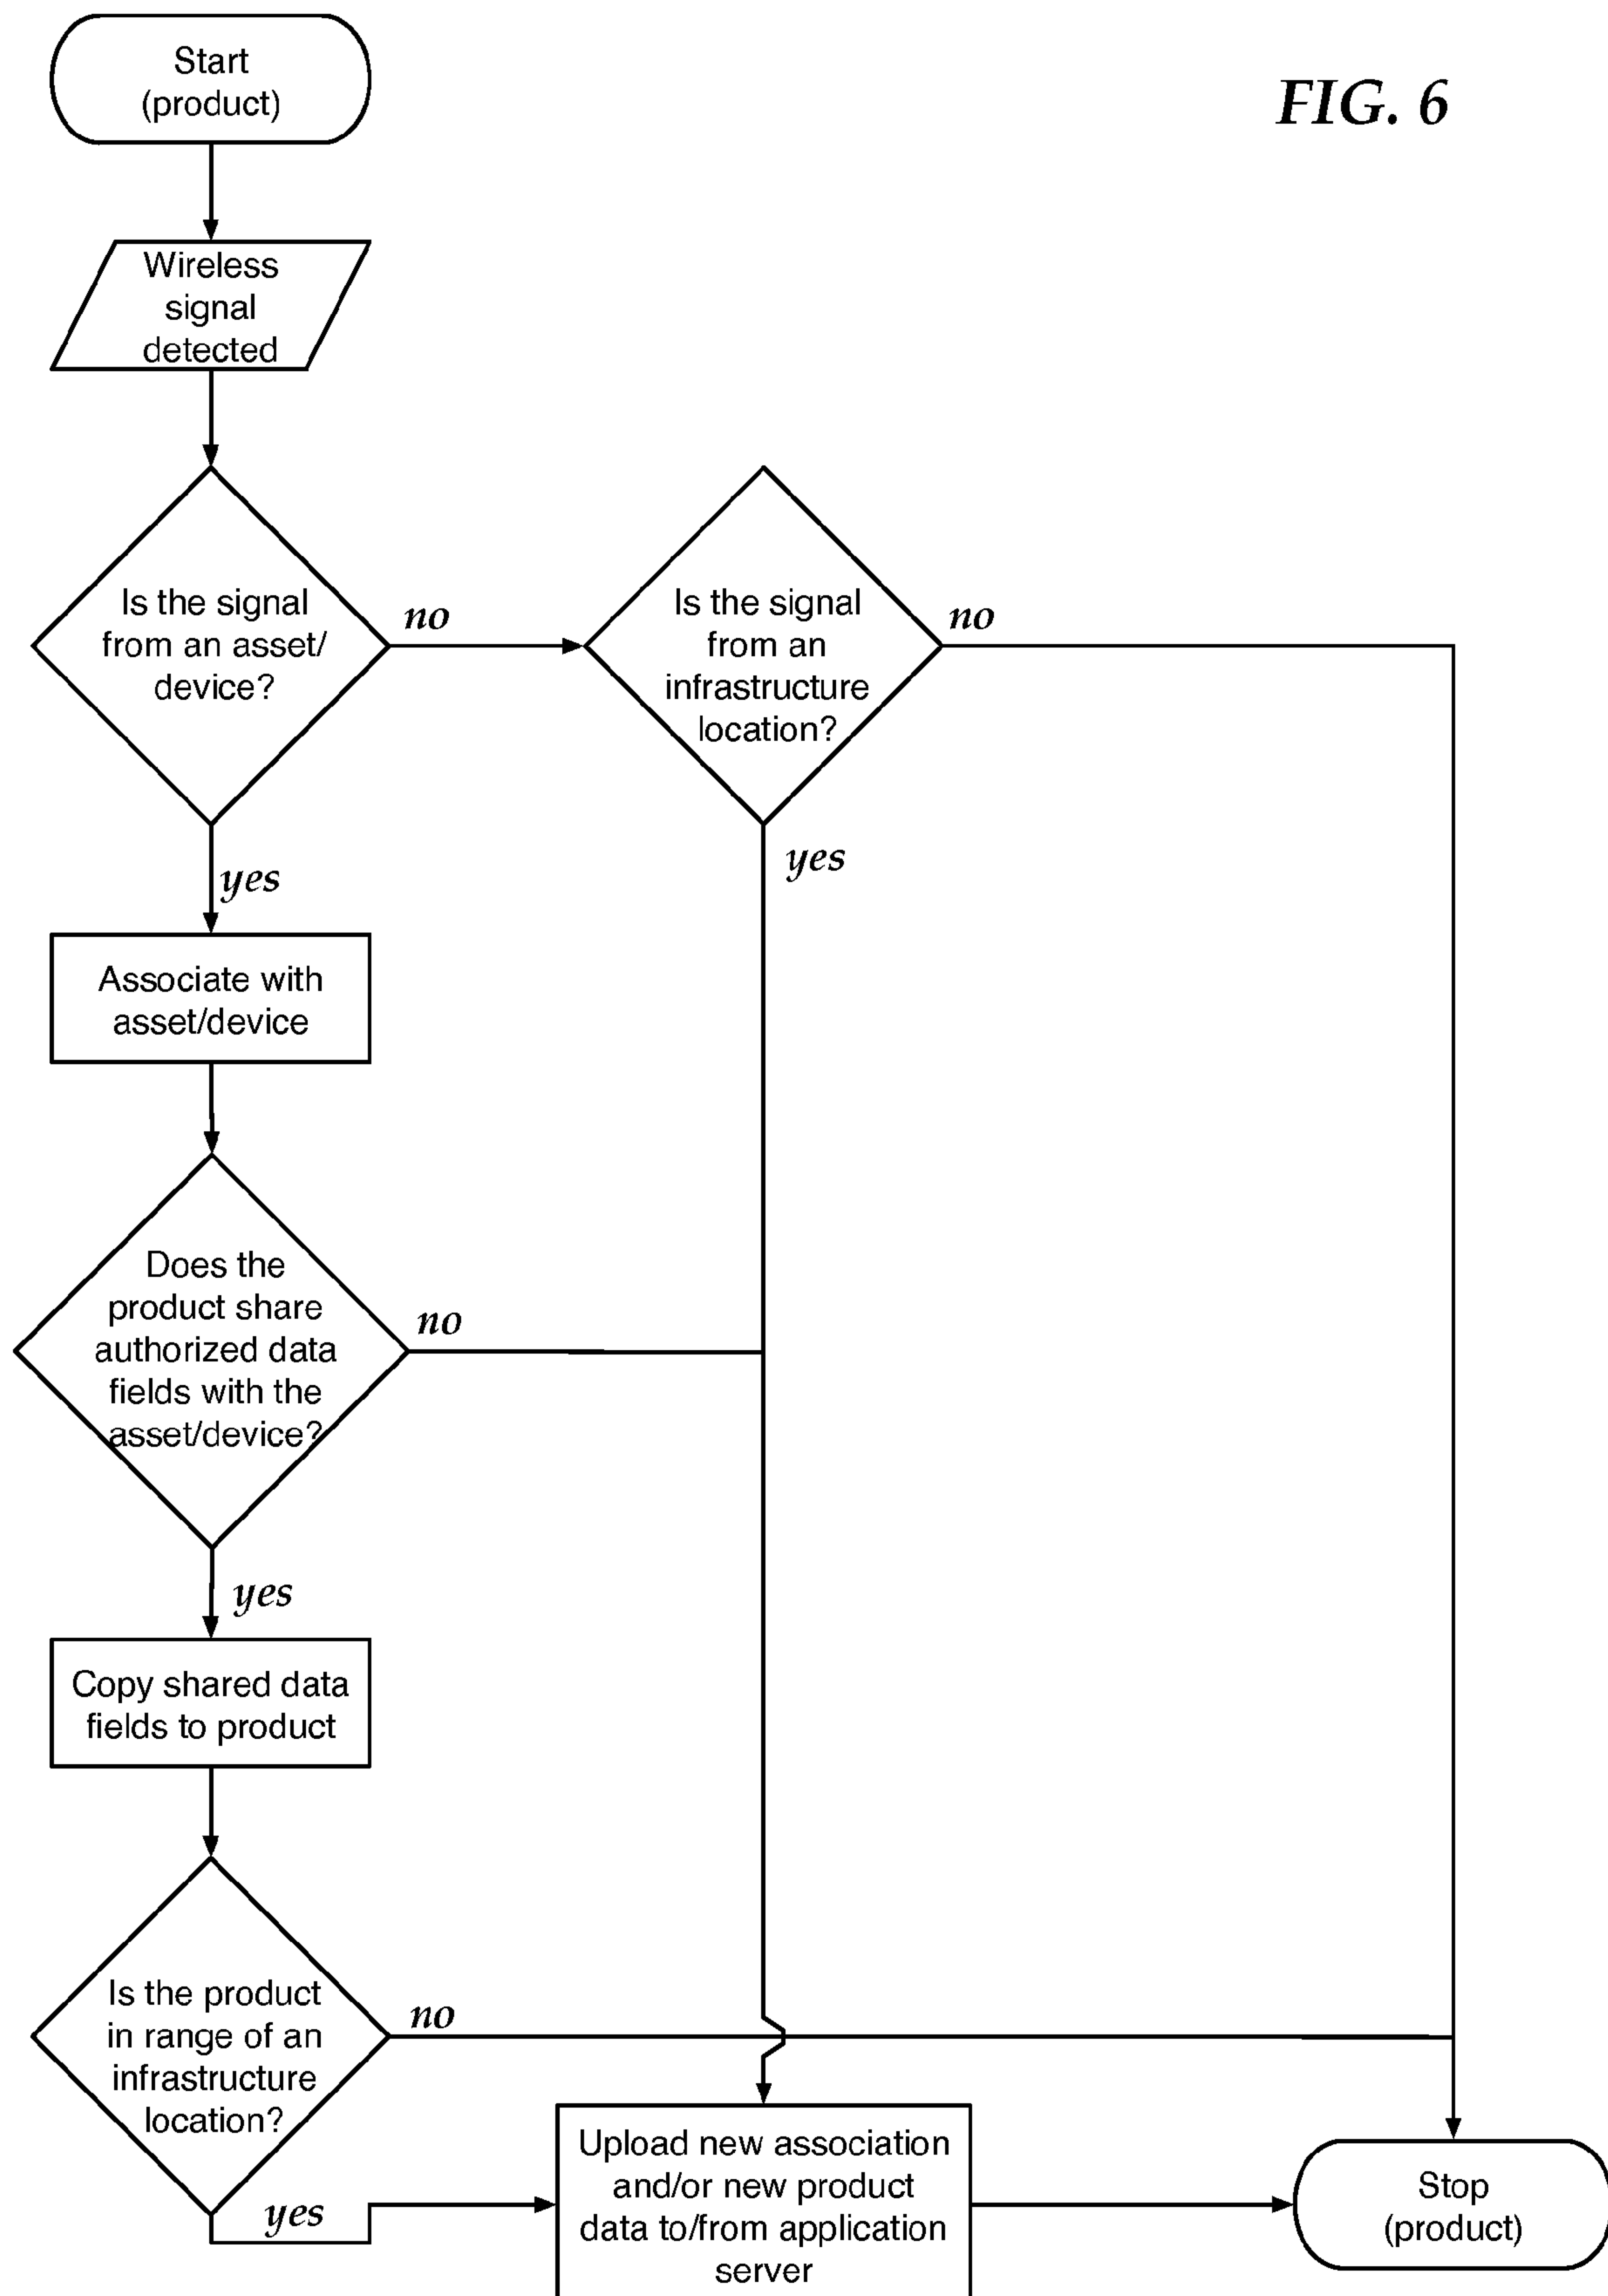 Start
(product)
FIG. 6
Wireless
signal
detected
Is the signal
from an asset/
device?
no
Is the signal
from an
infrastructure
location?
no
yes
yes
Associate with
asset/device
Does the
product share
authorized data
fields with the
asset/device?
no
yes
Copy shared data
fields to product
Is the product
in range of an
infrastructure
location?
no
yes
Upload new association
and/or new product
data to/from application
server
Stop
(product)